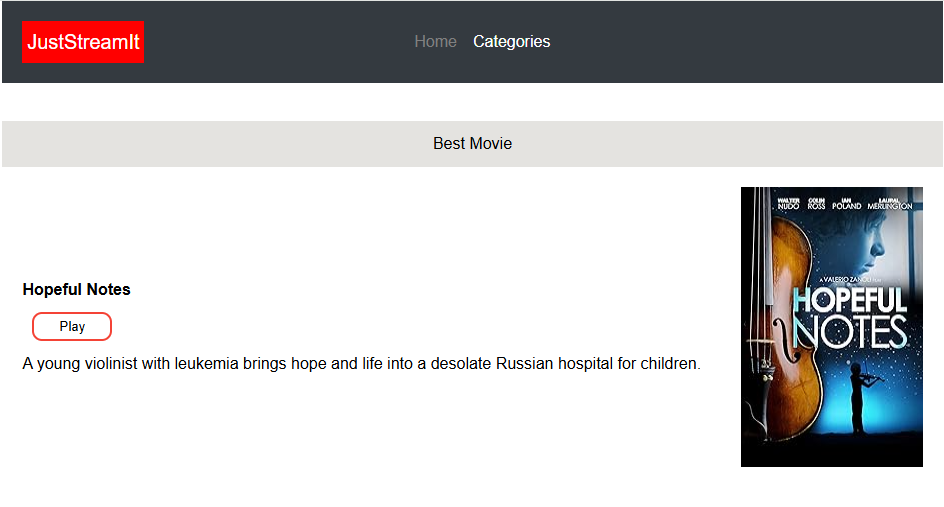 JustStreamIt
Home Categories
Best Movie
WALTER NUDO COLIN ROSS IAN POLAND LAURAL MERLINGTON
A VALERIO ZANOLI FILM
HOPEFUL
NOTES
Hopeful Notes
Play
A young violinist with leukemia brings hope and life into a desolate Russian hospital for children.